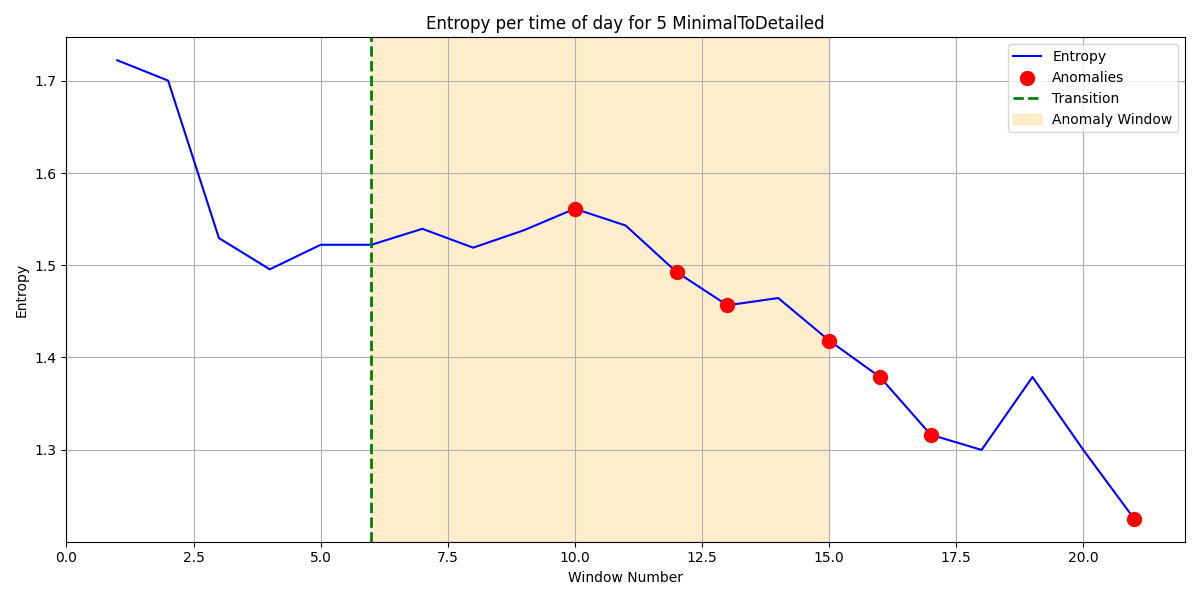 Entropy per time of day for 5 MinimalToDetailed
Entropy
Anomalies
Transition
Anomaly Window
1.7
1.6
1.5
1.4
1.3
Entropy
0.0 2.5 5.0 7.5 10.0 12.5 15.0 17.5 20.0
Window Number